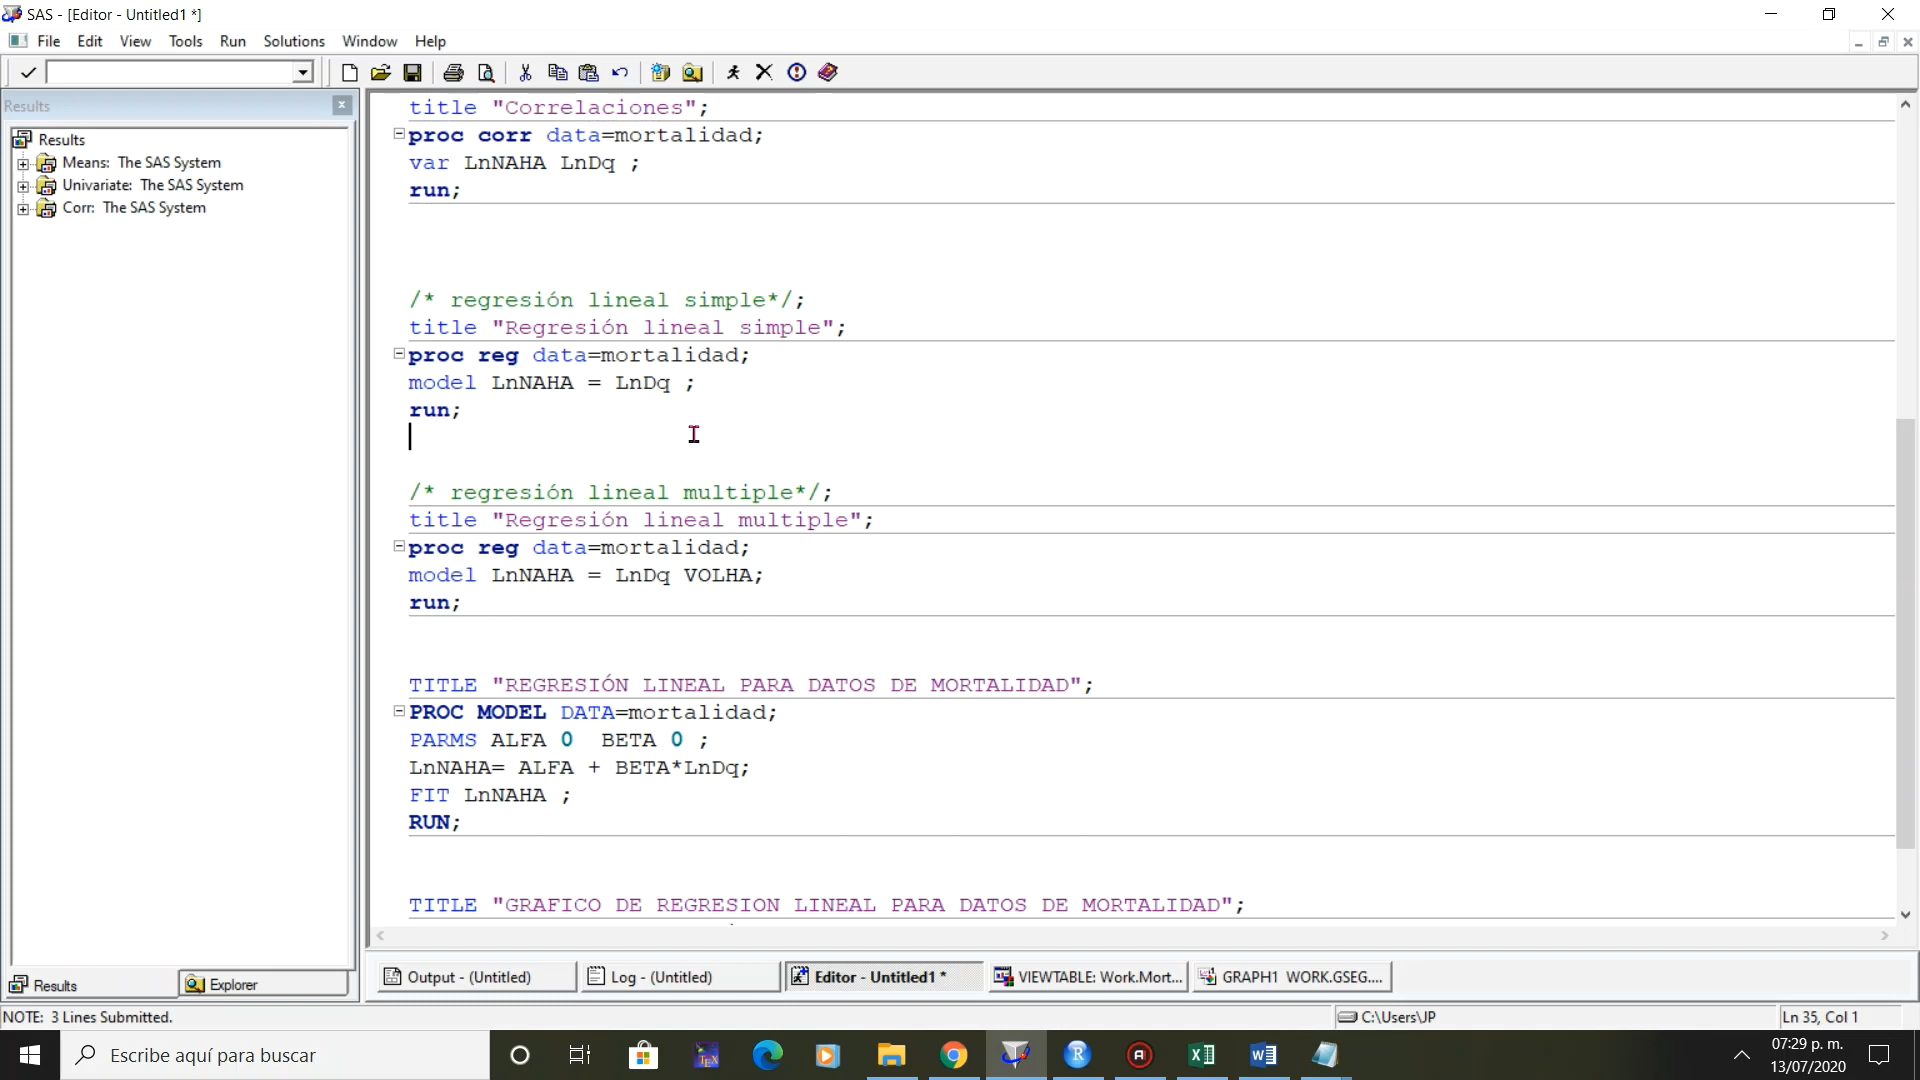 SAS - [Editor - Untitled1 *]
File Edit View Tools Run Solutions Window Help
Results
Results
Means: The SAS System
Univariate: The SAS System
Corr: The SAS System
title "Correlaciones";
proc corr data=mortalidad;
var LnNAHA LnDq ;
run;
/* regresión lineal simple*/;
title "Regresión lineal simple";
proc reg data=mortalidad;
model LnNAHA = LnDq ;
run;
/* regresión lineal multiple*/;
title "Regresión lineal multiple";
proc reg data=mortalidad;
model LnNAHA = LnDq VOLHA;
run;
TITLE "REGRESIÓN LINEAL PARA DATOS DE MORTALIDAD";
PROC MODEL DATA=mortalidad;
PARMS ALFA 0 BETA 0 ;
LnNAHA= ALFA + BETA*LnDq;
FIT LnNAHA ;
RUN;
TITLE "GRAFICO DE REGRESION LINEAL PARA DATOS DE MORTALIDAD";
Results Explorer
Output - (Untitled) Log - (Untitled) Editor - Untitled1 * VIEWTABLE: Work.Mort... GRAPH1 WORK.GSEG....
NOTE: 3 Lines Submitted. C:\Users\JP Ln 35, Col 1
Escribe aquí para buscar
07:29 p. m.
13/07/2020